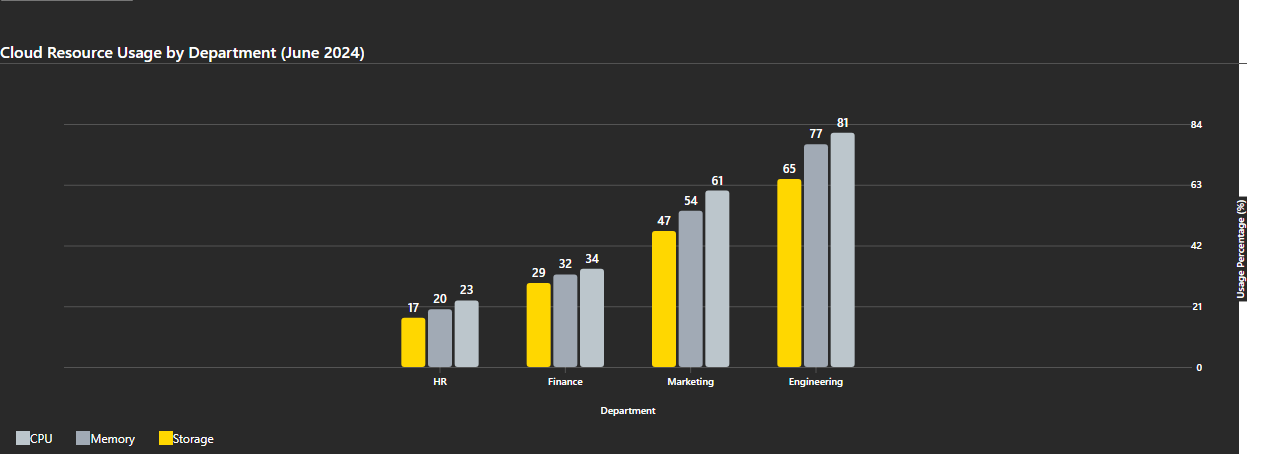 Cloud Resource Usage by Department (June 2024)
84
63
42
21
0
Usage Percentage (%)
17
20
23
29
32
34
47
54
61
65
77
81
HR
Finance
Marketing
Engineering
Department
CPU
Memory
Storage